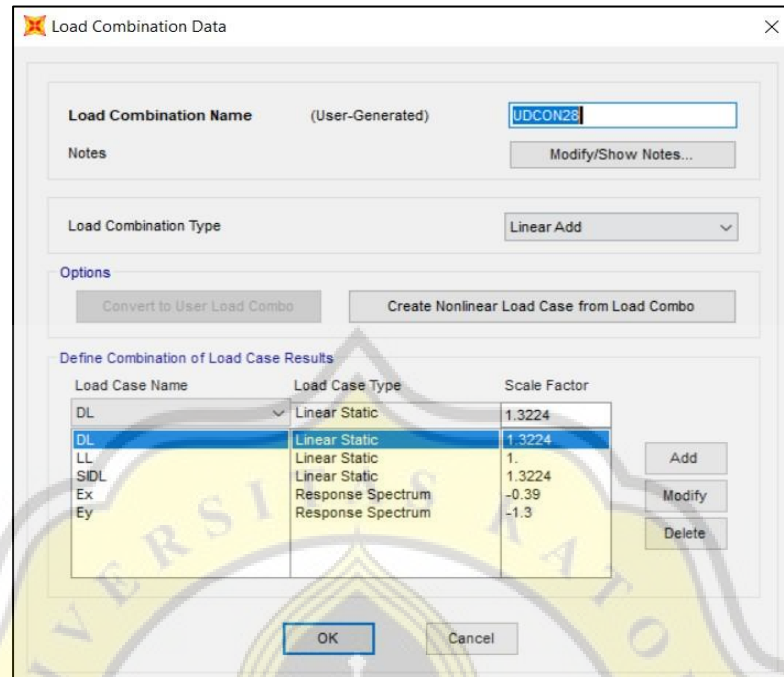 Load Combination Data
Load Combination Name (User-Generated) UDCON28
Notes Modify/Show Notes...
Load Combination Type Linear Add
Options
Convert to User Load Combo Create Nonlinear Load Case from Load Combo
Define Combination of Load Case Results
Load Case Name Load Case Type Scale Factor
DL Linear Static 1.3224
DL Linear Static 1.3224
LL Linear Static 1.
SIDL Linear Static 1.3224
Ex Response Spectrum -0.39
Ey Response Spectrum -1.3
Add
Modify
Delete
OK Cancel